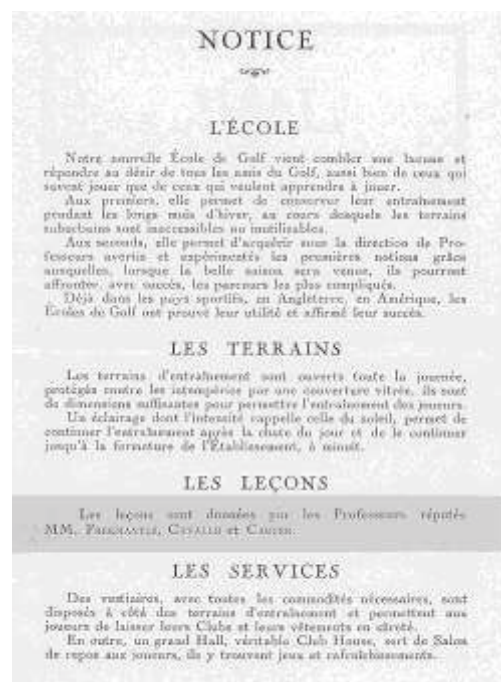 NOTICE
L'ÉCOLE
Notre nouvelle École de Golf vient combler une lacune et
répondre au désir de tous les amis du Golf, aussi bien de ceux qui
savent jouer que de ceux qui veulent apprendre à jouer.
Aux premiers, elle permet de conserver leur entraînement
pendant les longs mois d'hiver, au cours desquels les terrains
suburbains sont inaccessibles ou inutilisables.
Aux seconds, elle permet d'acquérir sous la direction de Pro-
fesseurs avertis et expérimentés les premières notions grâce
auxquelles, lorsque la belle saison sera venue, ils pourront
affronter, avec succès, les parcours les plus compliqués.
Déjà dans les pays sportifs, en Angleterre, en Amérique, les
Écoles de Golf ont prouvé leur utilité et affirmé leur succès.
LES TERRAINS
Les terrains d'entraînement sont ouverts toute la journée,
protégés contre les intempéries par une couverture vitrée, ils sont
de dimensions suffisantes pour permettre l'entraînement des joueurs.
Un éclairage dont l'intensité rappelle celle du soleil, permet de
continuer l'entraînement après la chute du jour et de le continuer
jusqu'à la fermeture de l'Établissement, à minuit.
LES LEÇONS
Les leçons sont données par les Professeurs réputés
MM. et
LES SERVICES
Des vestiaires, avec toutes les commodités nécessaires, sont
disposés à côté des terrains d'entraînement et permettent aux
joueurs de laisser leurs Clubs et leurs vêtements en sûreté.
En outre, un grand Hall, véritable Club House, sert de Salon
de repos aux joueurs, ils y trouvent jeux et rafraîchissements.